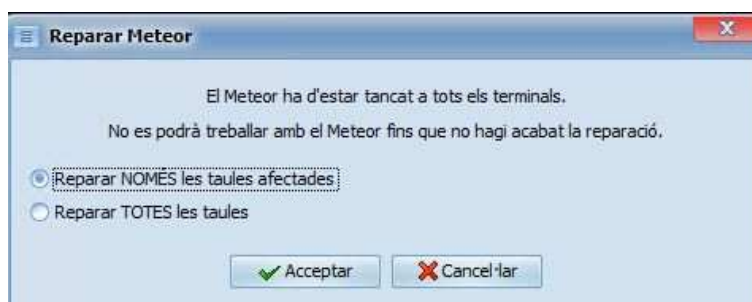 Reparar Meteor
El Meteor ha d'estar tancat a tots els terminals.
No es podrà treballar amb el Meteor fins que no hagi acabat la reparació.
Reparar NOMÉS les taules afectades
Reparar TOTES les taules
Acceptar
Cancel·lar